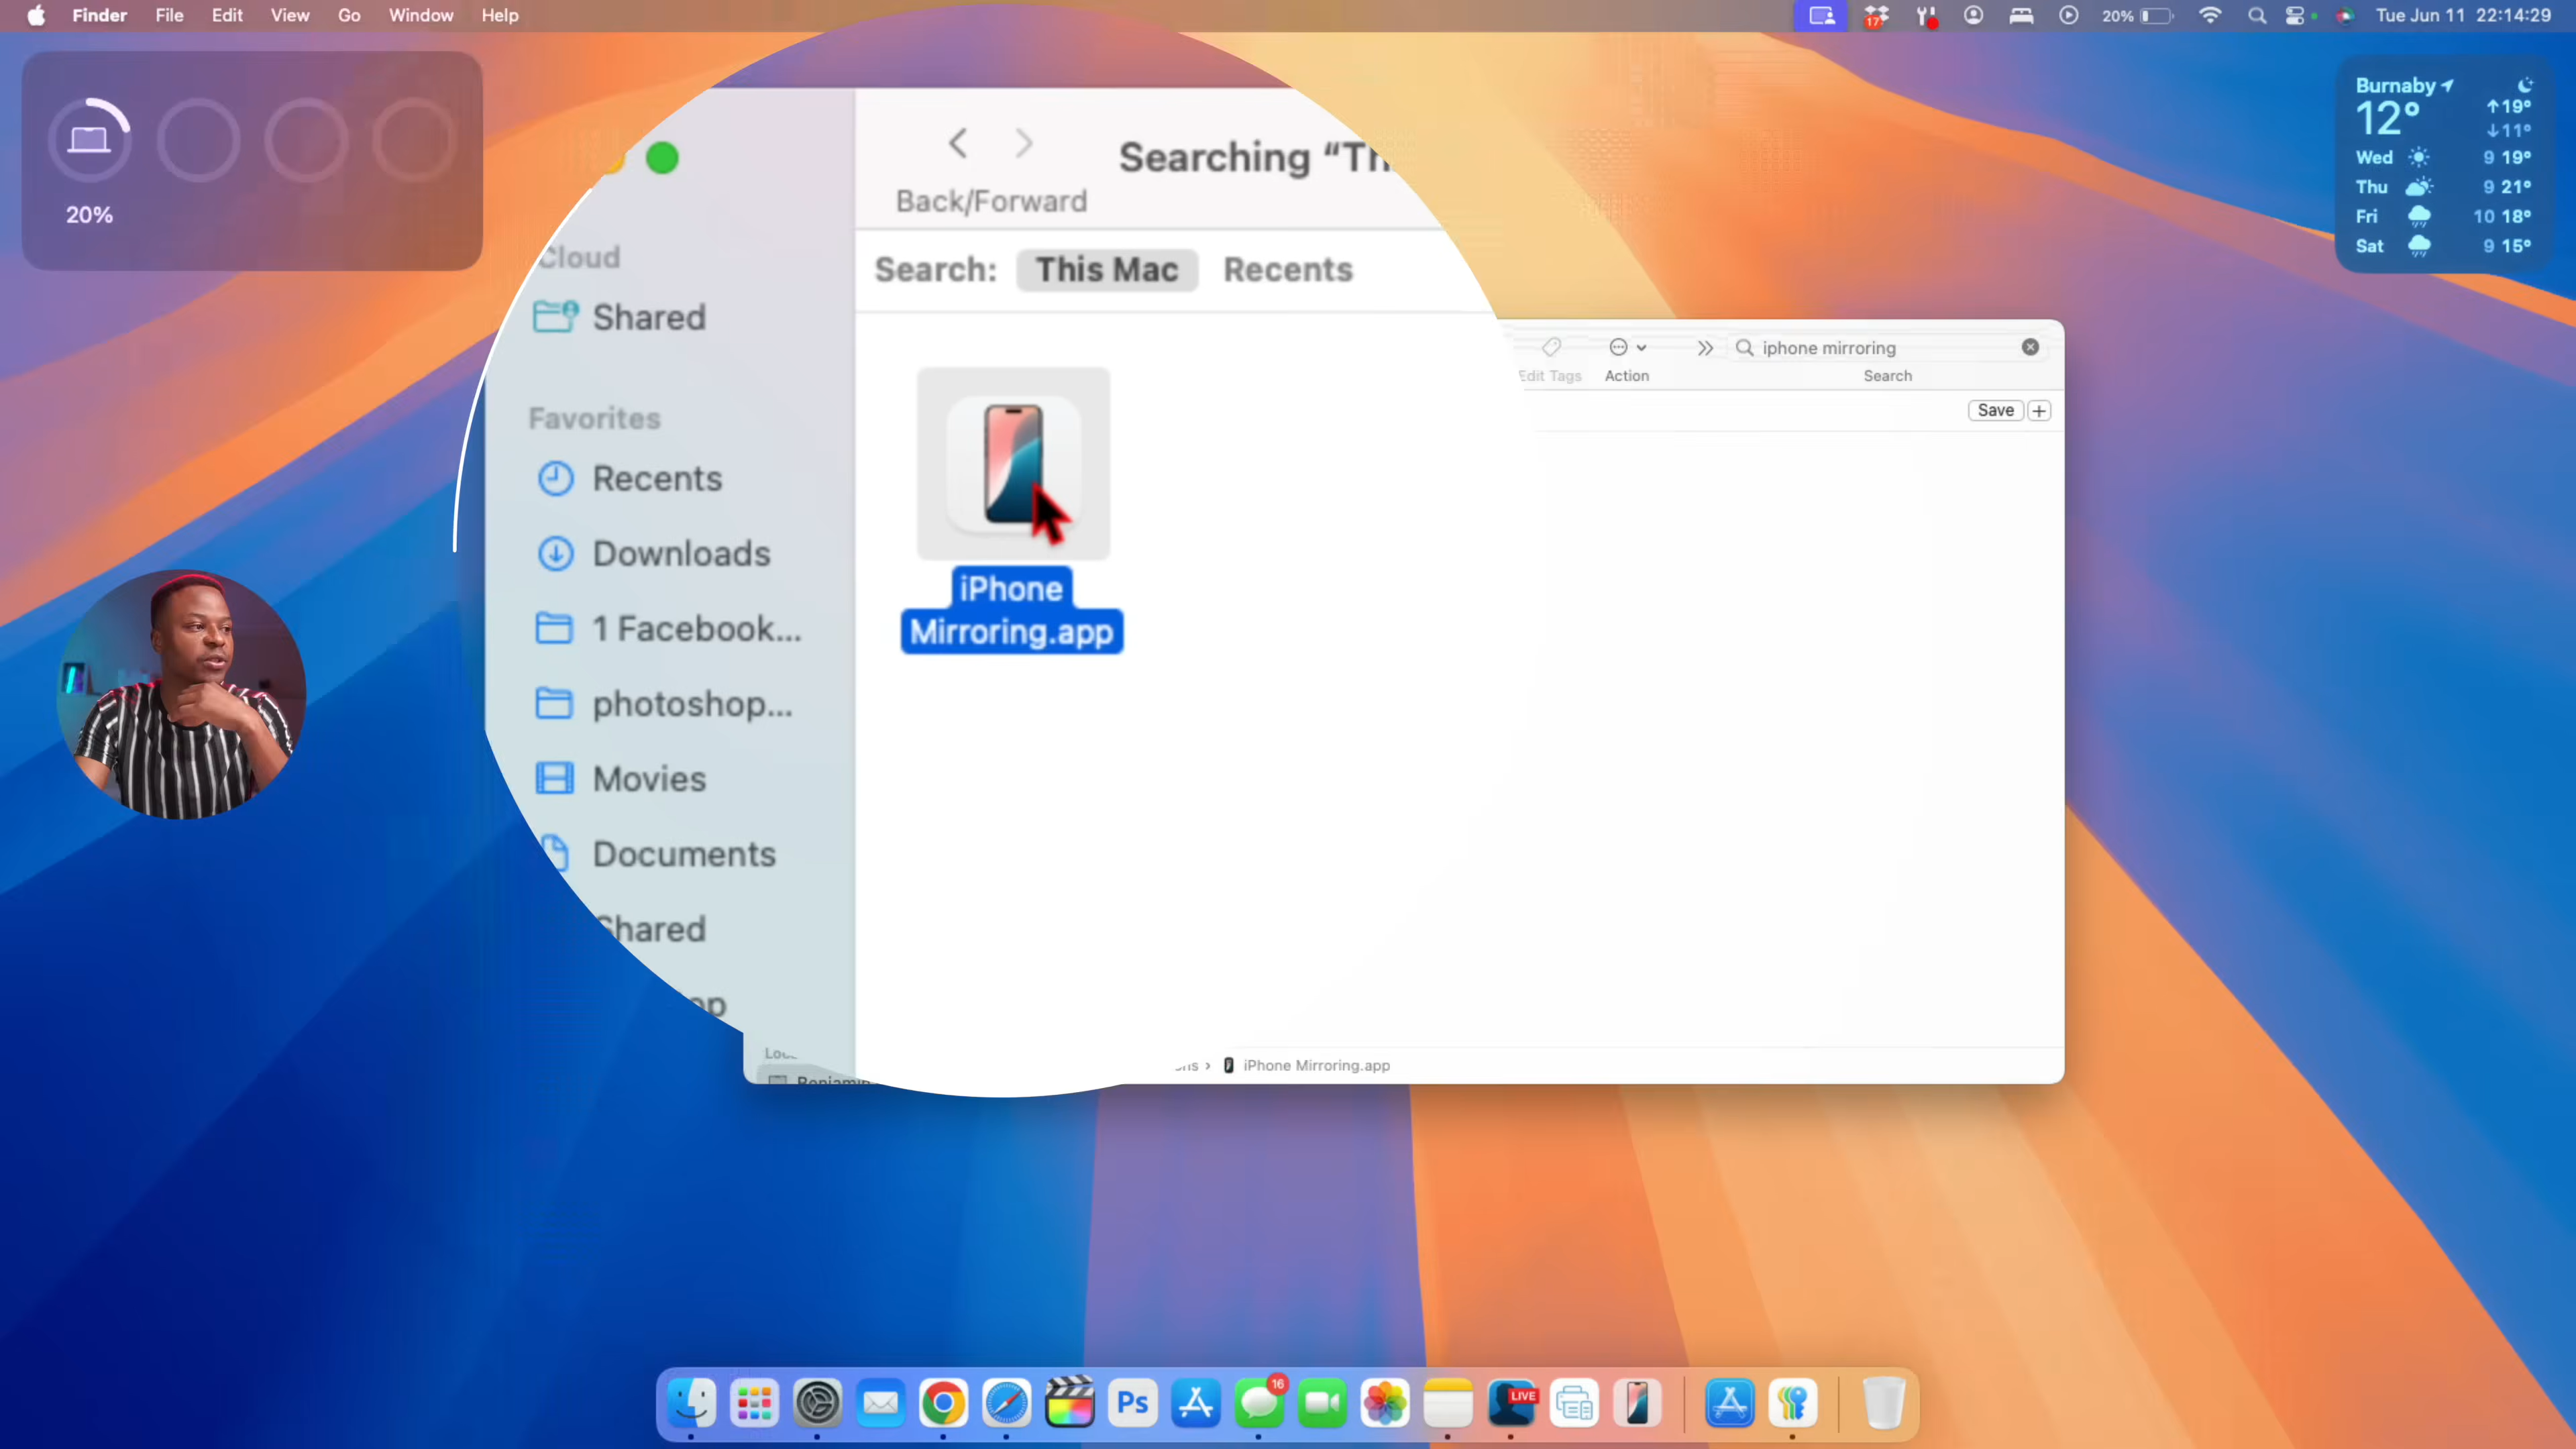 Finder File Edit View Go Window Help
17 20% Tue Jun 11 22:14:29
20%
Burnaby
12° ↑19°
↓11°
Wed 9 19°
Thu 9 21°
Fri 10 18°
Sat 9 15°
Searching “Th
Back/Forward
Search: This Mac Recents
Cloud
Shared
Favorites
Recents
Downloads
1 Facebook...
photoshop...
Movies
Documents
Shared
op
iPhone
Mirroring.app
iphone mirroring
Edit Tags Action Search
Save +
iPhone Mirroring.app
Ps
16
LIVE